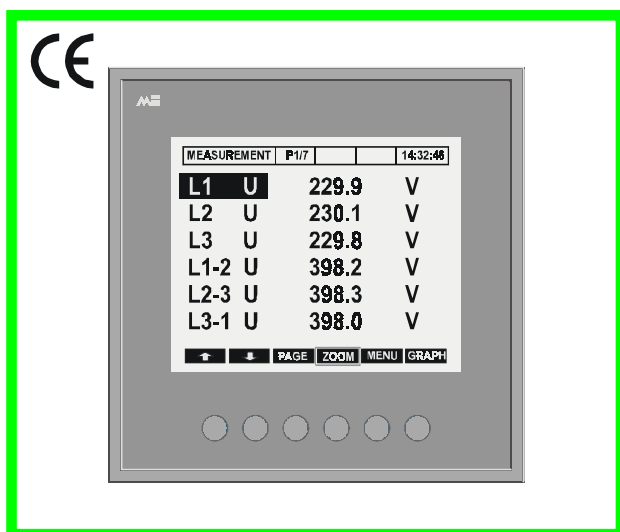 CE
MEASUREMENT P1/7 14:32:46
L1 U 229.9 V
L2 U 230.1 V
L3 U 229.8 V
L1-2 U 398.2 V
L2-3 U 398.3 V
L3-1 U 398.0 V
PAGE ZOOM MENU GRAPH